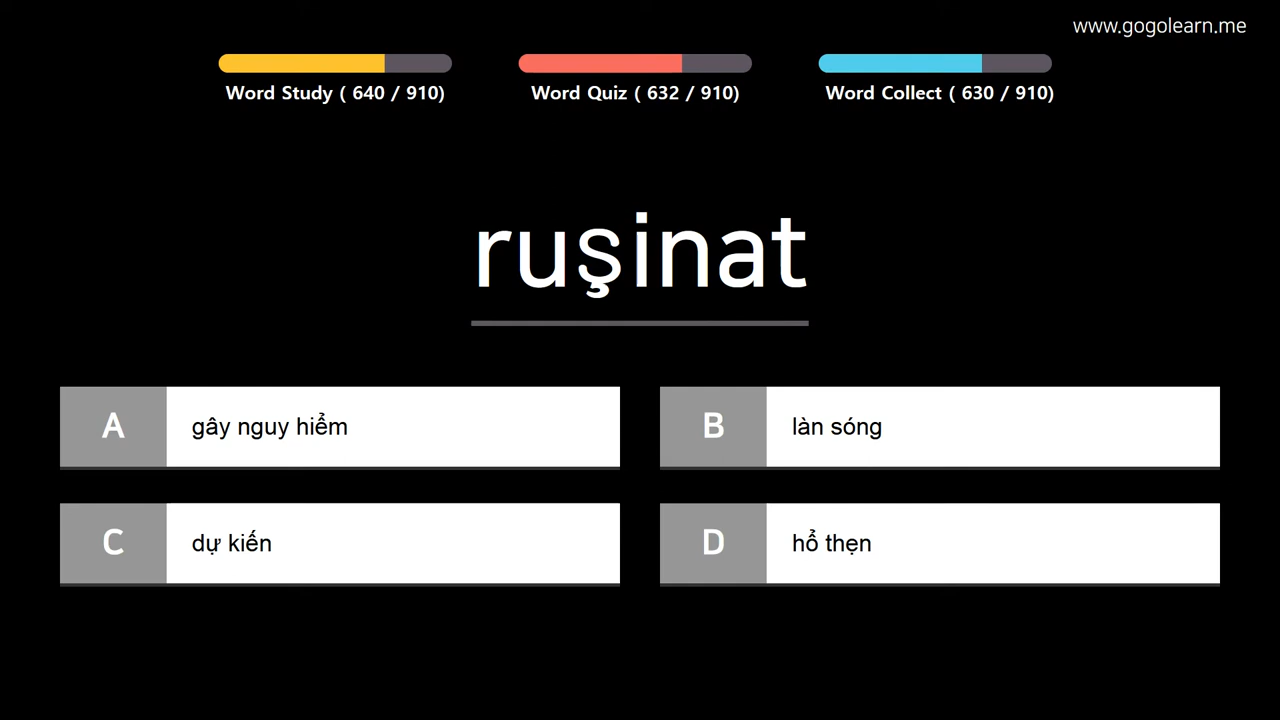 www.gogolearn.me
Word Study ( 640 / 910)
Word Quiz ( 632 / 910)
Word Collect ( 630 / 910)
rușinat
A gây nguy hiểm
B làn sóng
C dự kiến
D hổ thẹn